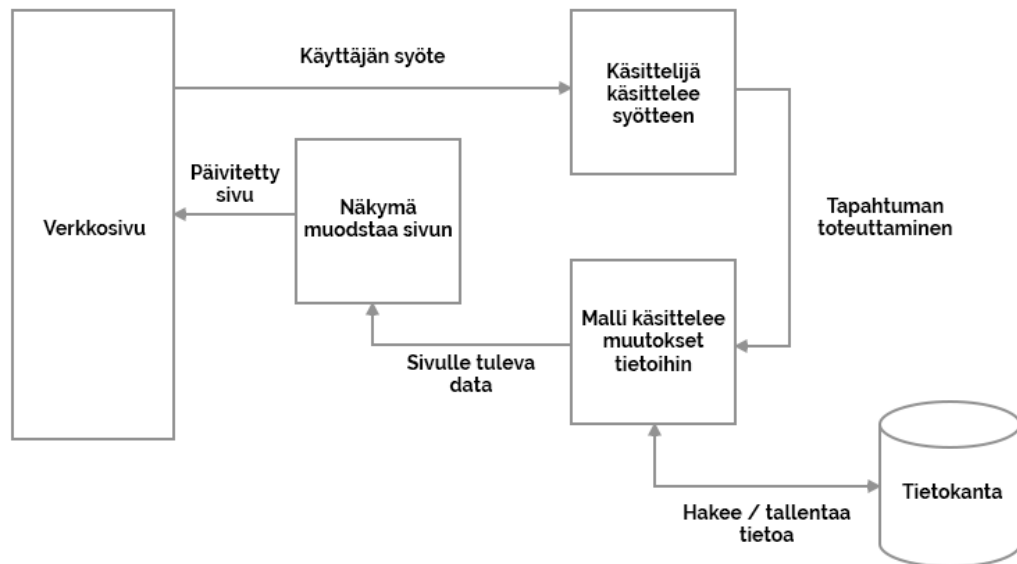 Käyttäjän syöte
Käsittelijä
käsittelee
syötteen
Päivitetty
sivu
Verkkosivu
Näkymä
muodstaa sivun
Tapahtuman
toteuttaminen
Malli käsittelee
muutokset
tietoihin
Sivulle tuleva
data
Tietokanta
Hakee / tallentaa
tietoa